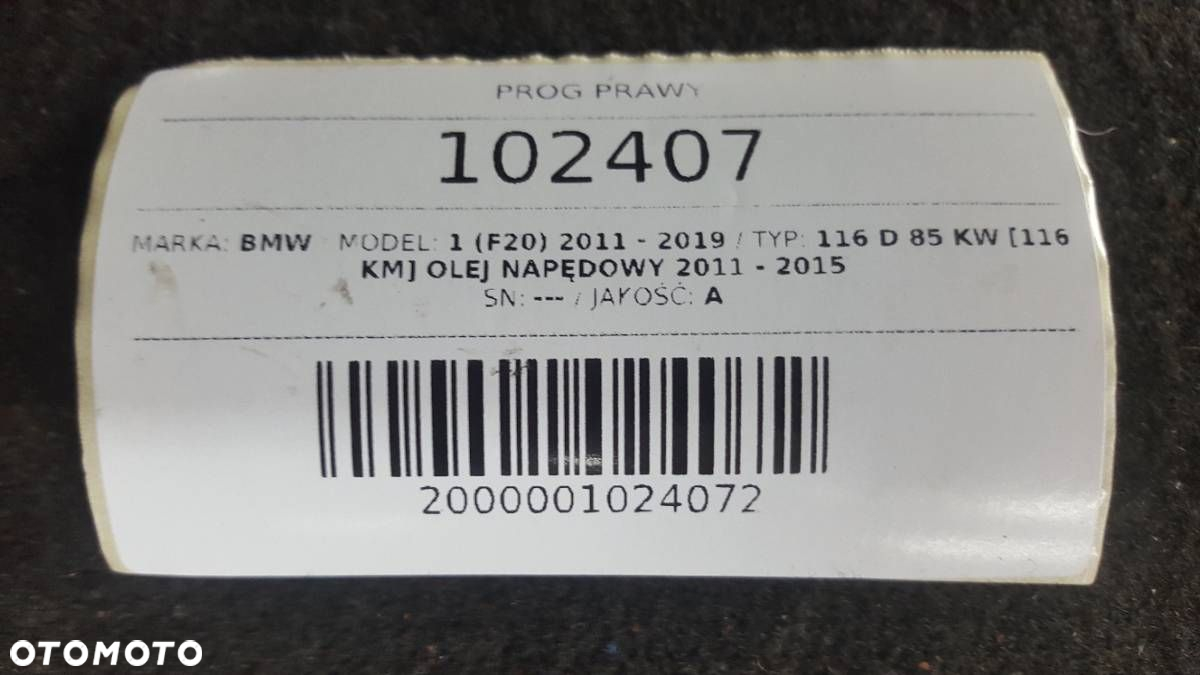 PROG PRAWY
102407
MARKA: BMW MODEL: 1 (F20) 2011 - 2019 / TYP: 116 D 85 KW [116
KM] OLEJ NAPĘDOWY 2011 - 2015
SN: --- / JAKOŚĆ: A
2000001024072
OTOMOTO